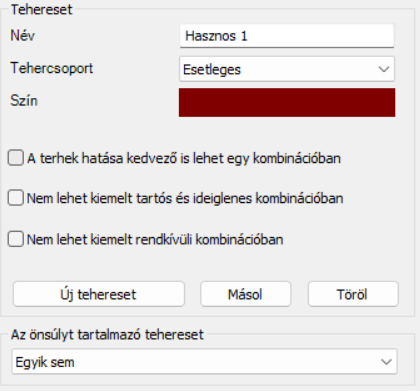 Tehereset
Név Hasznos 1
Tehercsoport Esetleges
Szín
A terhek hatása kedvező is lehet egy kombinációban
Nem lehet kiemelt tartós és ideiglenes kombinációban
Nem lehet kiemelt rendkívüli kombinációban
Új tehereset Másol Töröl
Az önsúlyt tartalmazó tehereset
Egyik sem